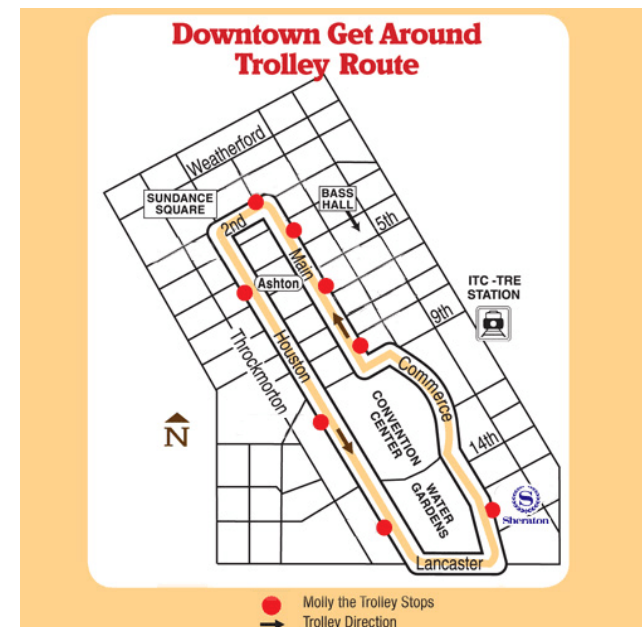 Downtown Get Around
Trolley Route
Weatherford
SUNDANCE
SQUARE
BASS
HALL
2nd
5th
Main
Ashton
ITC -TRE
STATION
9th
Houston
Throckmorton
Commerce
CONVENTION
CENTER
N
14th
WATER
GARDENS
S
Sheraton
Lancaster
Molly the Trolley Stops
Trolley Direction